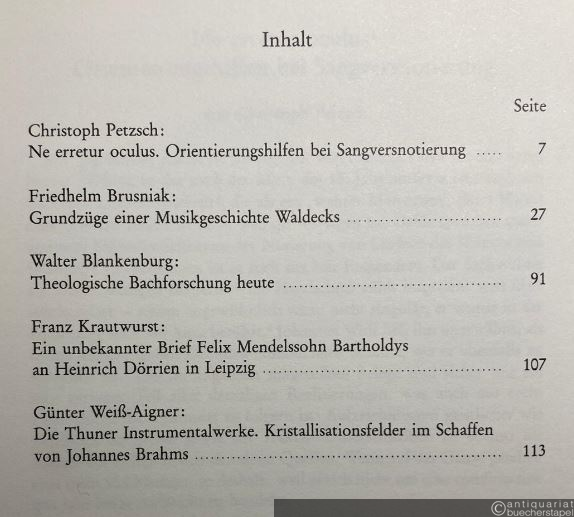 Inhalt
Seite
Christoph Petzsch:
Ne erretur oculus. Orientierungshilfen bei Sangversnotierung ..... 7
Friedhelm Brusniak:
Grundzüge einer Musikgeschichte Waldecks ........................... 27
Walter Blankenburg:
Theologische Bachforschung heute ...................................... 91
Franz Krautwurst:
Ein unbekannter Brief Felix Mendelssohn Bartholdys
an Heinrich Dörrien in Leipzig .......................................... 107
Günter Weiß-Aigner:
Die Thuner Instrumentalwerke. Kristallisationsfelder im Schaffen
von Johannes Brahms ..................................................... 113
©antiquariat
buecherstapel